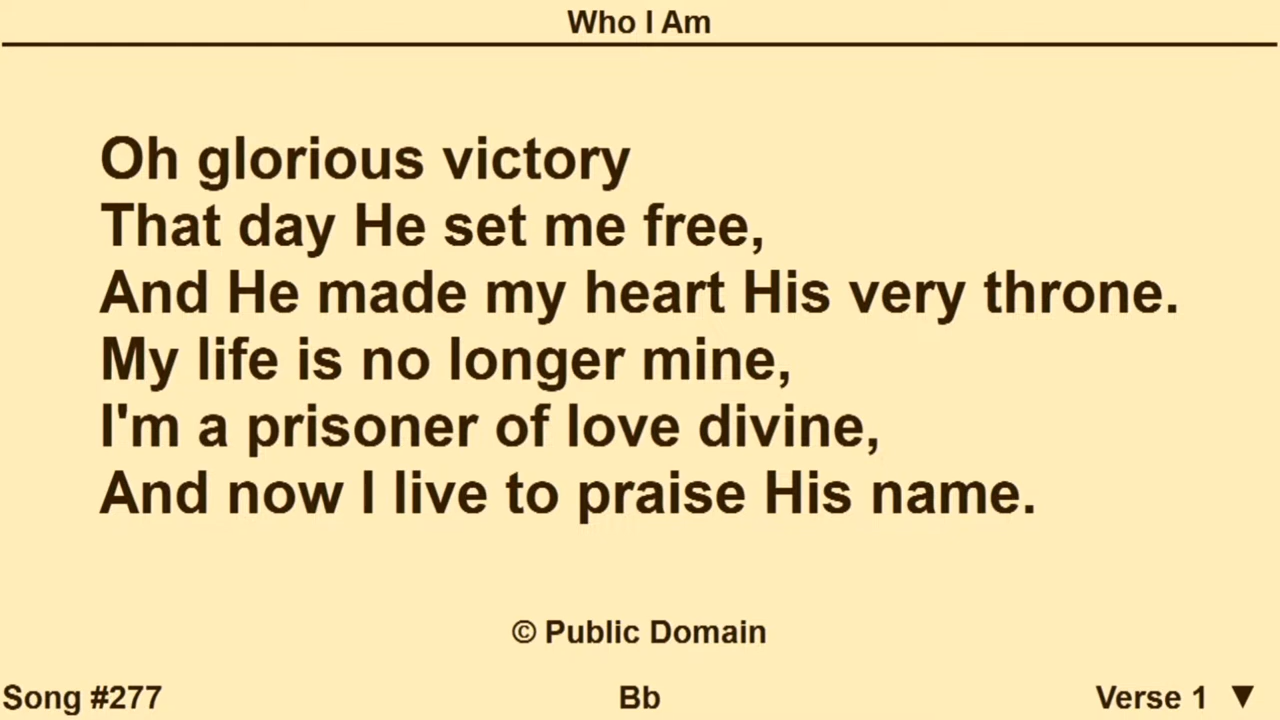 Who I Am
Oh glorious victory
That day He set me free,
And He made my heart His very throne.
My life is no longer mine,
I'm a prisoner of love divine,
And now I live to praise His name.
© Public Domain
Song #277
Bb
Verse 1 ▼